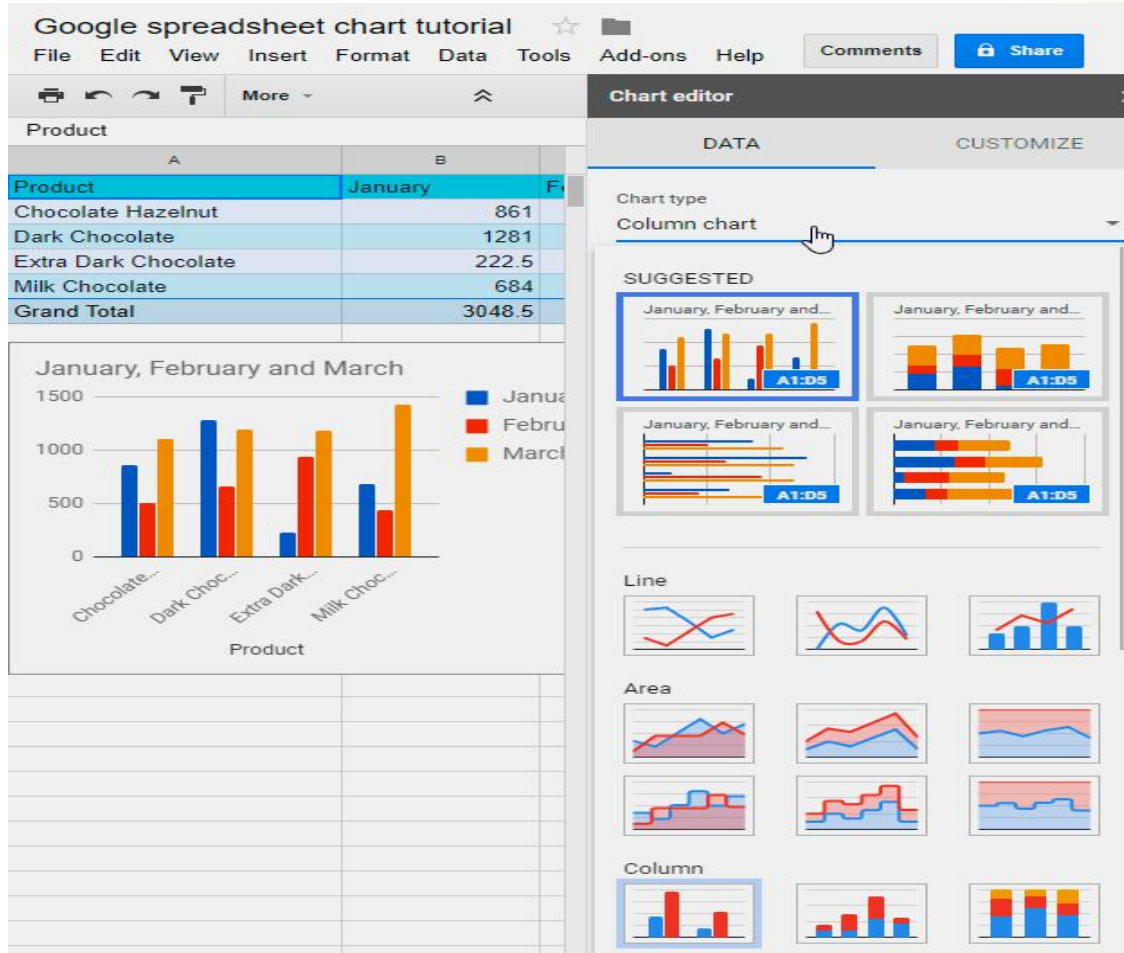 Google spreadsheet chart tutorial
File Edit View Insert Format Data Tools Add-ons Help Comments Share
More
Product
A B
Product January Fe
Chocolate Hazelnut 861
Dark Chocolate 1281
Extra Dark Chocolate 222.5
Milk Chocolate 684
Grand Total 3048.5
January, February and March
1500
1000
500
0
Janua
Febru
March
Chocolate...
Dark Choc...
Extra Dark...
Milk Choc...
Product
Chart editor
DATA CUSTOMIZE
Chart type
Column chart
SUGGESTED
January, February and...
A1:D5
January, February and...
A1:D5
January, February and...
A1:D5
January, February and...
A1:D5
Line
Area
Column